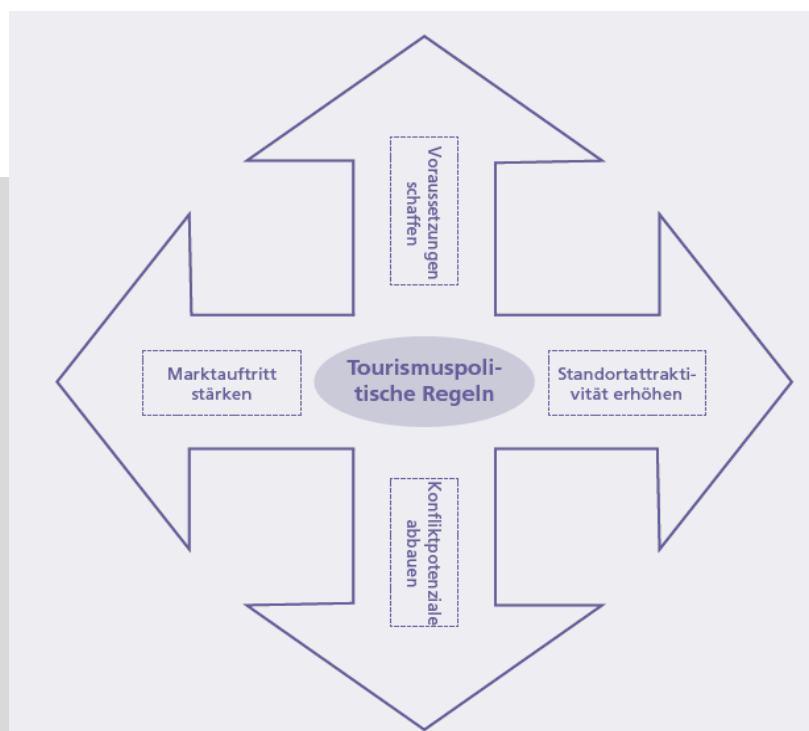 Voraussetzungen
schaffen
Marktauftritt
stärken
Tourismuspoli-
tische Regeln
Standortattrakti-
vität erhöhen
Konfliktpotenziale
abbauen